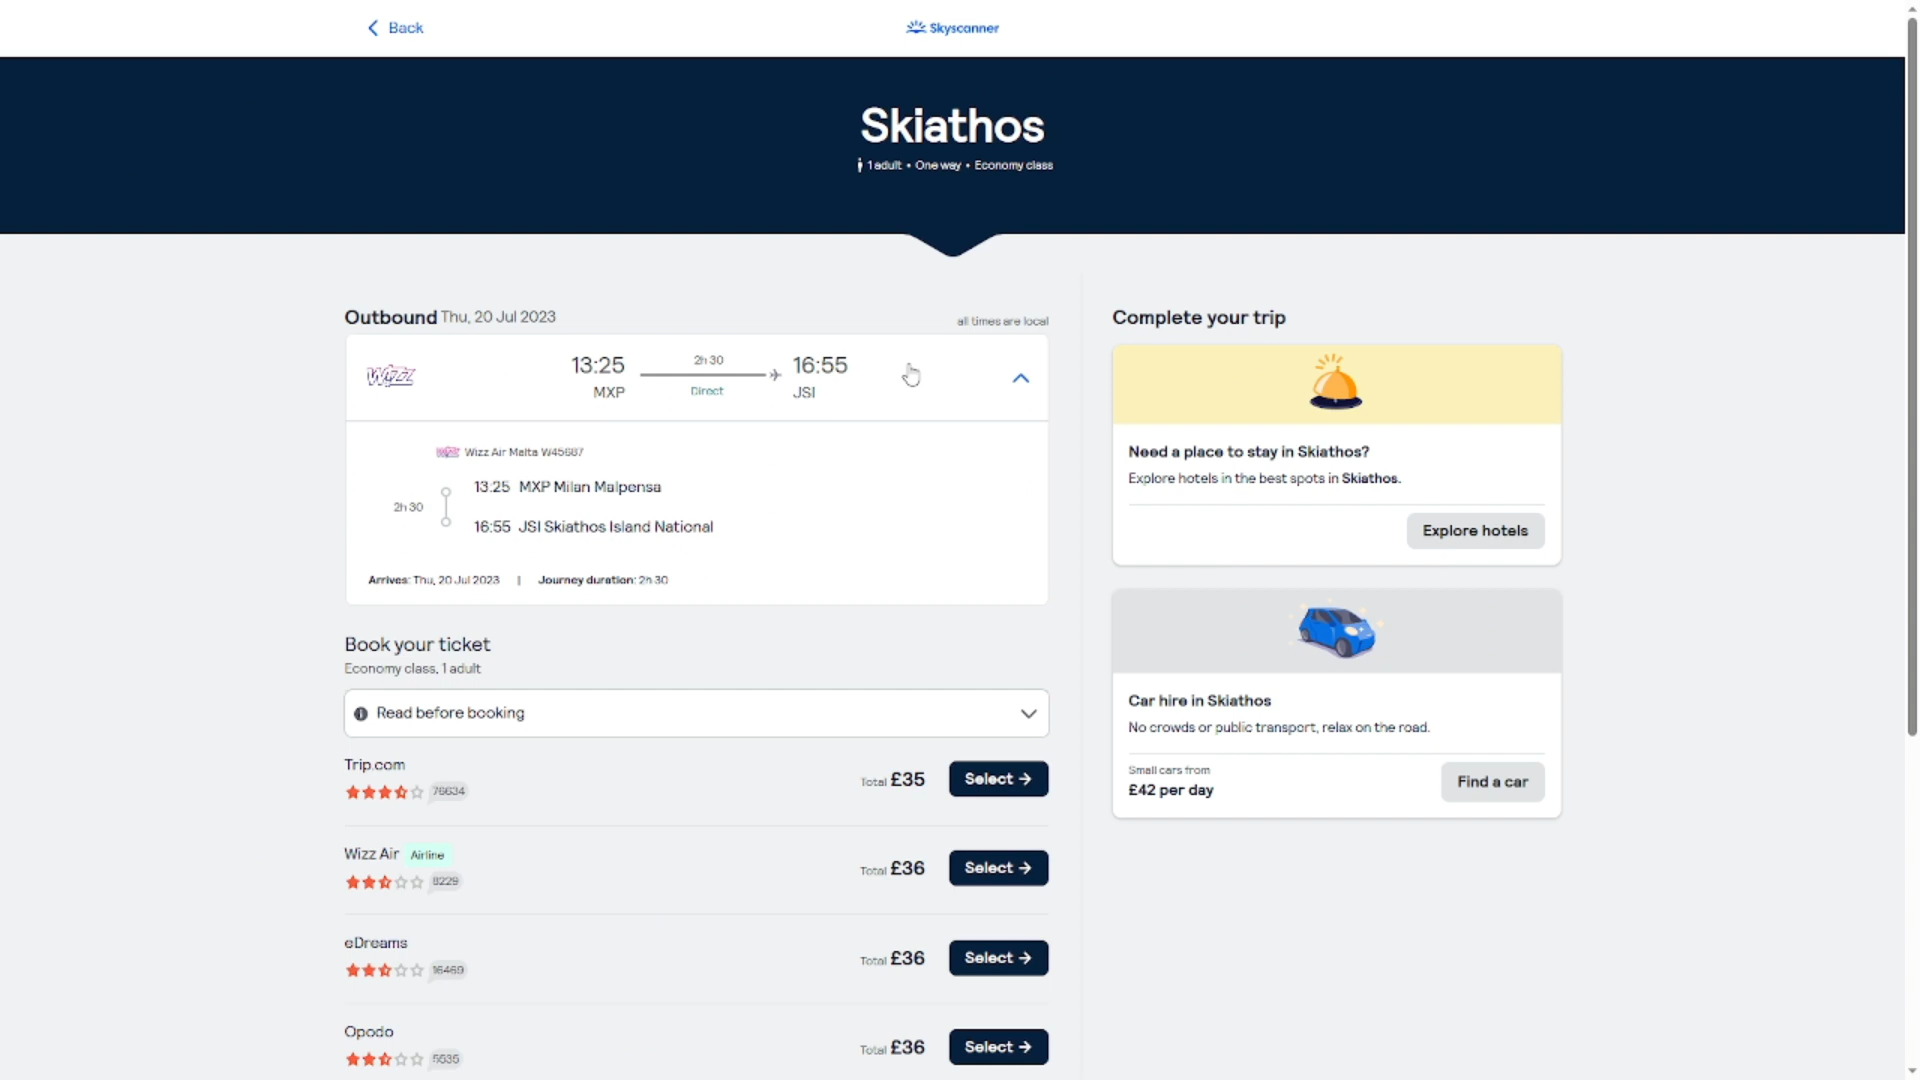 Back
Skyscanner
Skiathos
1 adult • One way • Economy class
Outbound Thu, 20 Jul 2023
all times are local
WIZZ
13:25
2h 30
16:55
MXP
Direct
JSI
Wizz Air Malta W45687
13:25 MXP Milan Malpensa
2h 30
16:55 JSI Skiathos Island National
Arrives: Thu, 20 Jul 2023 | Journey duration: 2h 30
Book your ticket
Economy class, 1 adult
Read before booking
Trip.com
76634
Total £35
Select →
Wizz Air Airline
8229
Total £36
Select →
eDreams
16469
Total £36
Select →
Opodo
5535
Total £36
Select →
Complete your trip
Need a place to stay in Skiathos?
Explore hotels in the best spots in Skiathos.
Explore hotels
Car hire in Skiathos
No crowds or public transport, relax on the road.
Small cars from
£42 per day
Find a car